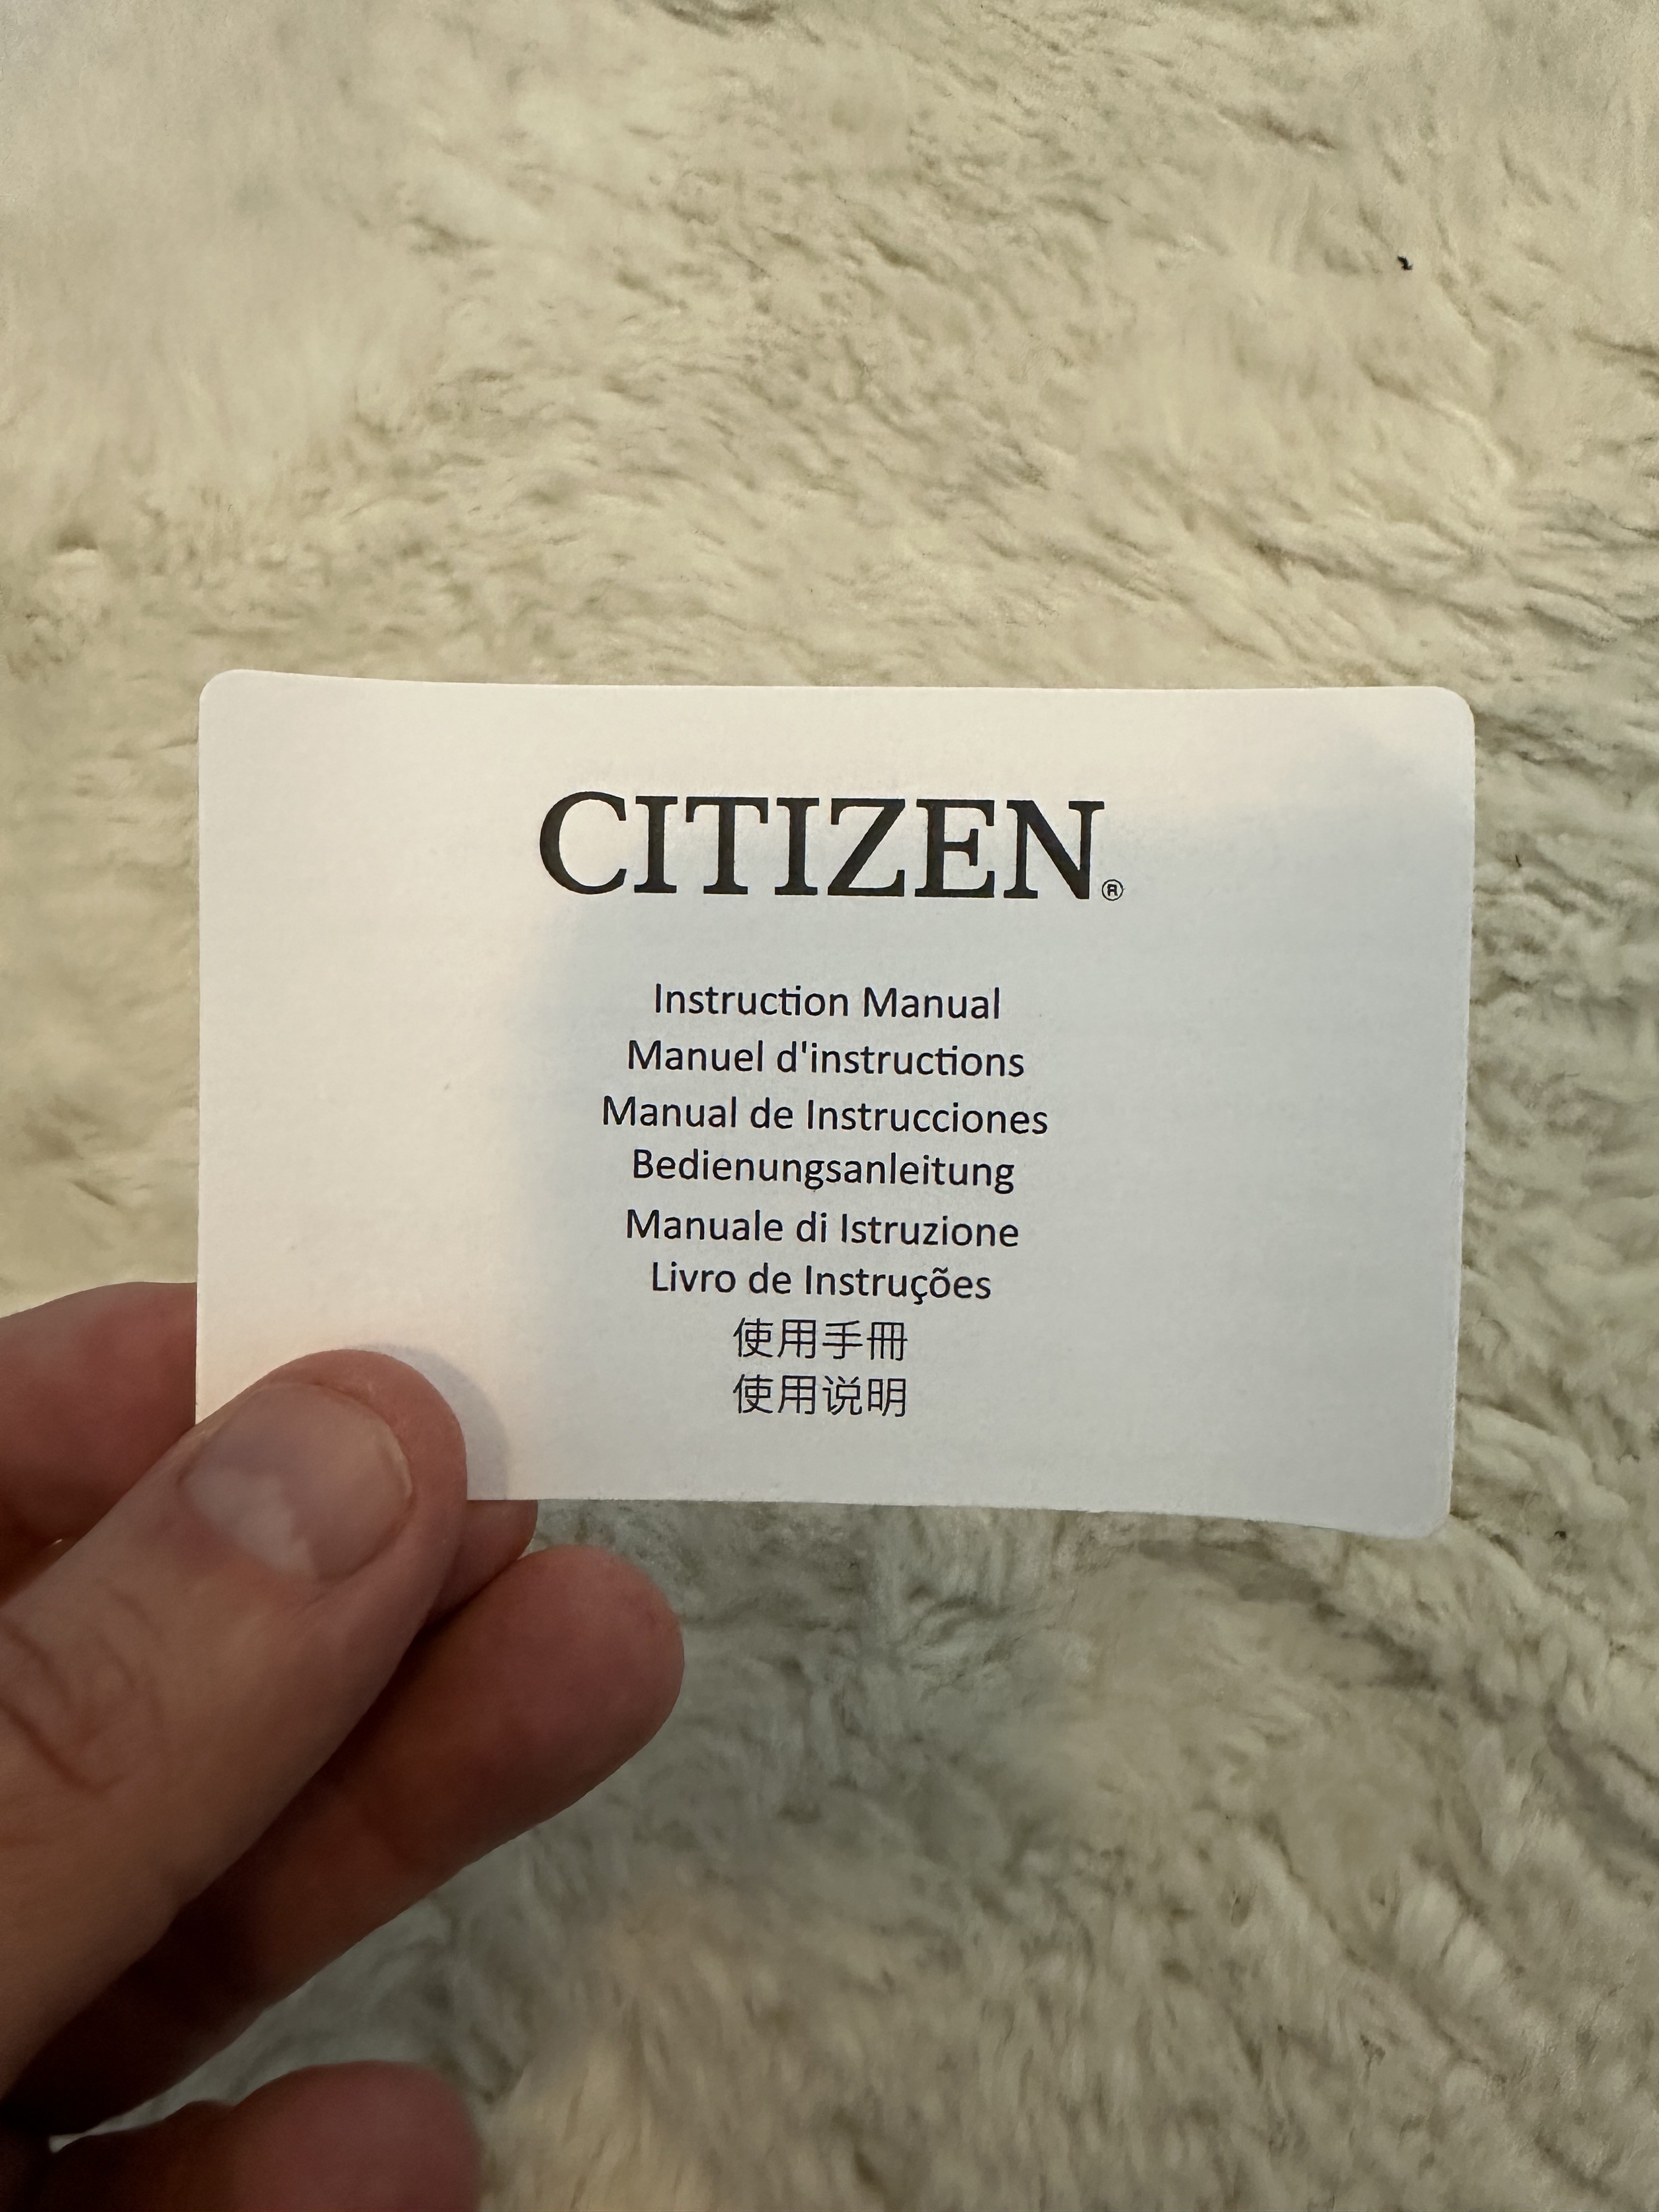 CITIZEN®
Instruction Manual
Manuel d'instructions
Manual de Instrucciones
Bedienungsanleitung
Manuale di Istruzione
Livro de Instruções
使用手冊
使用说明